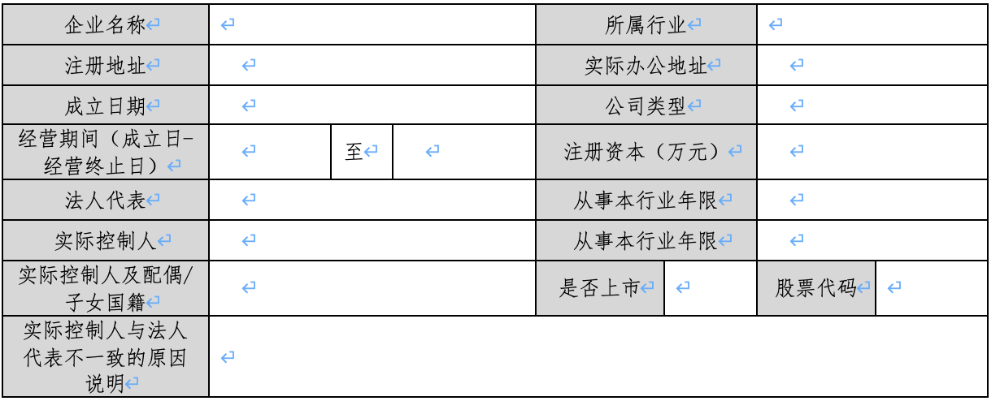 企业名称
所属行业
注册地址
实际办公地址
成立日期
公司类型
经营期间（成立日-
经营终止日）
至
注册资本（万元）
法人代表
从事本行业年限
实际控制人
从事本行业年限
实际控制人及配偶/
子女国籍
是否上市
股票代码
实际控制人与法人
代表不一致的原因
说明